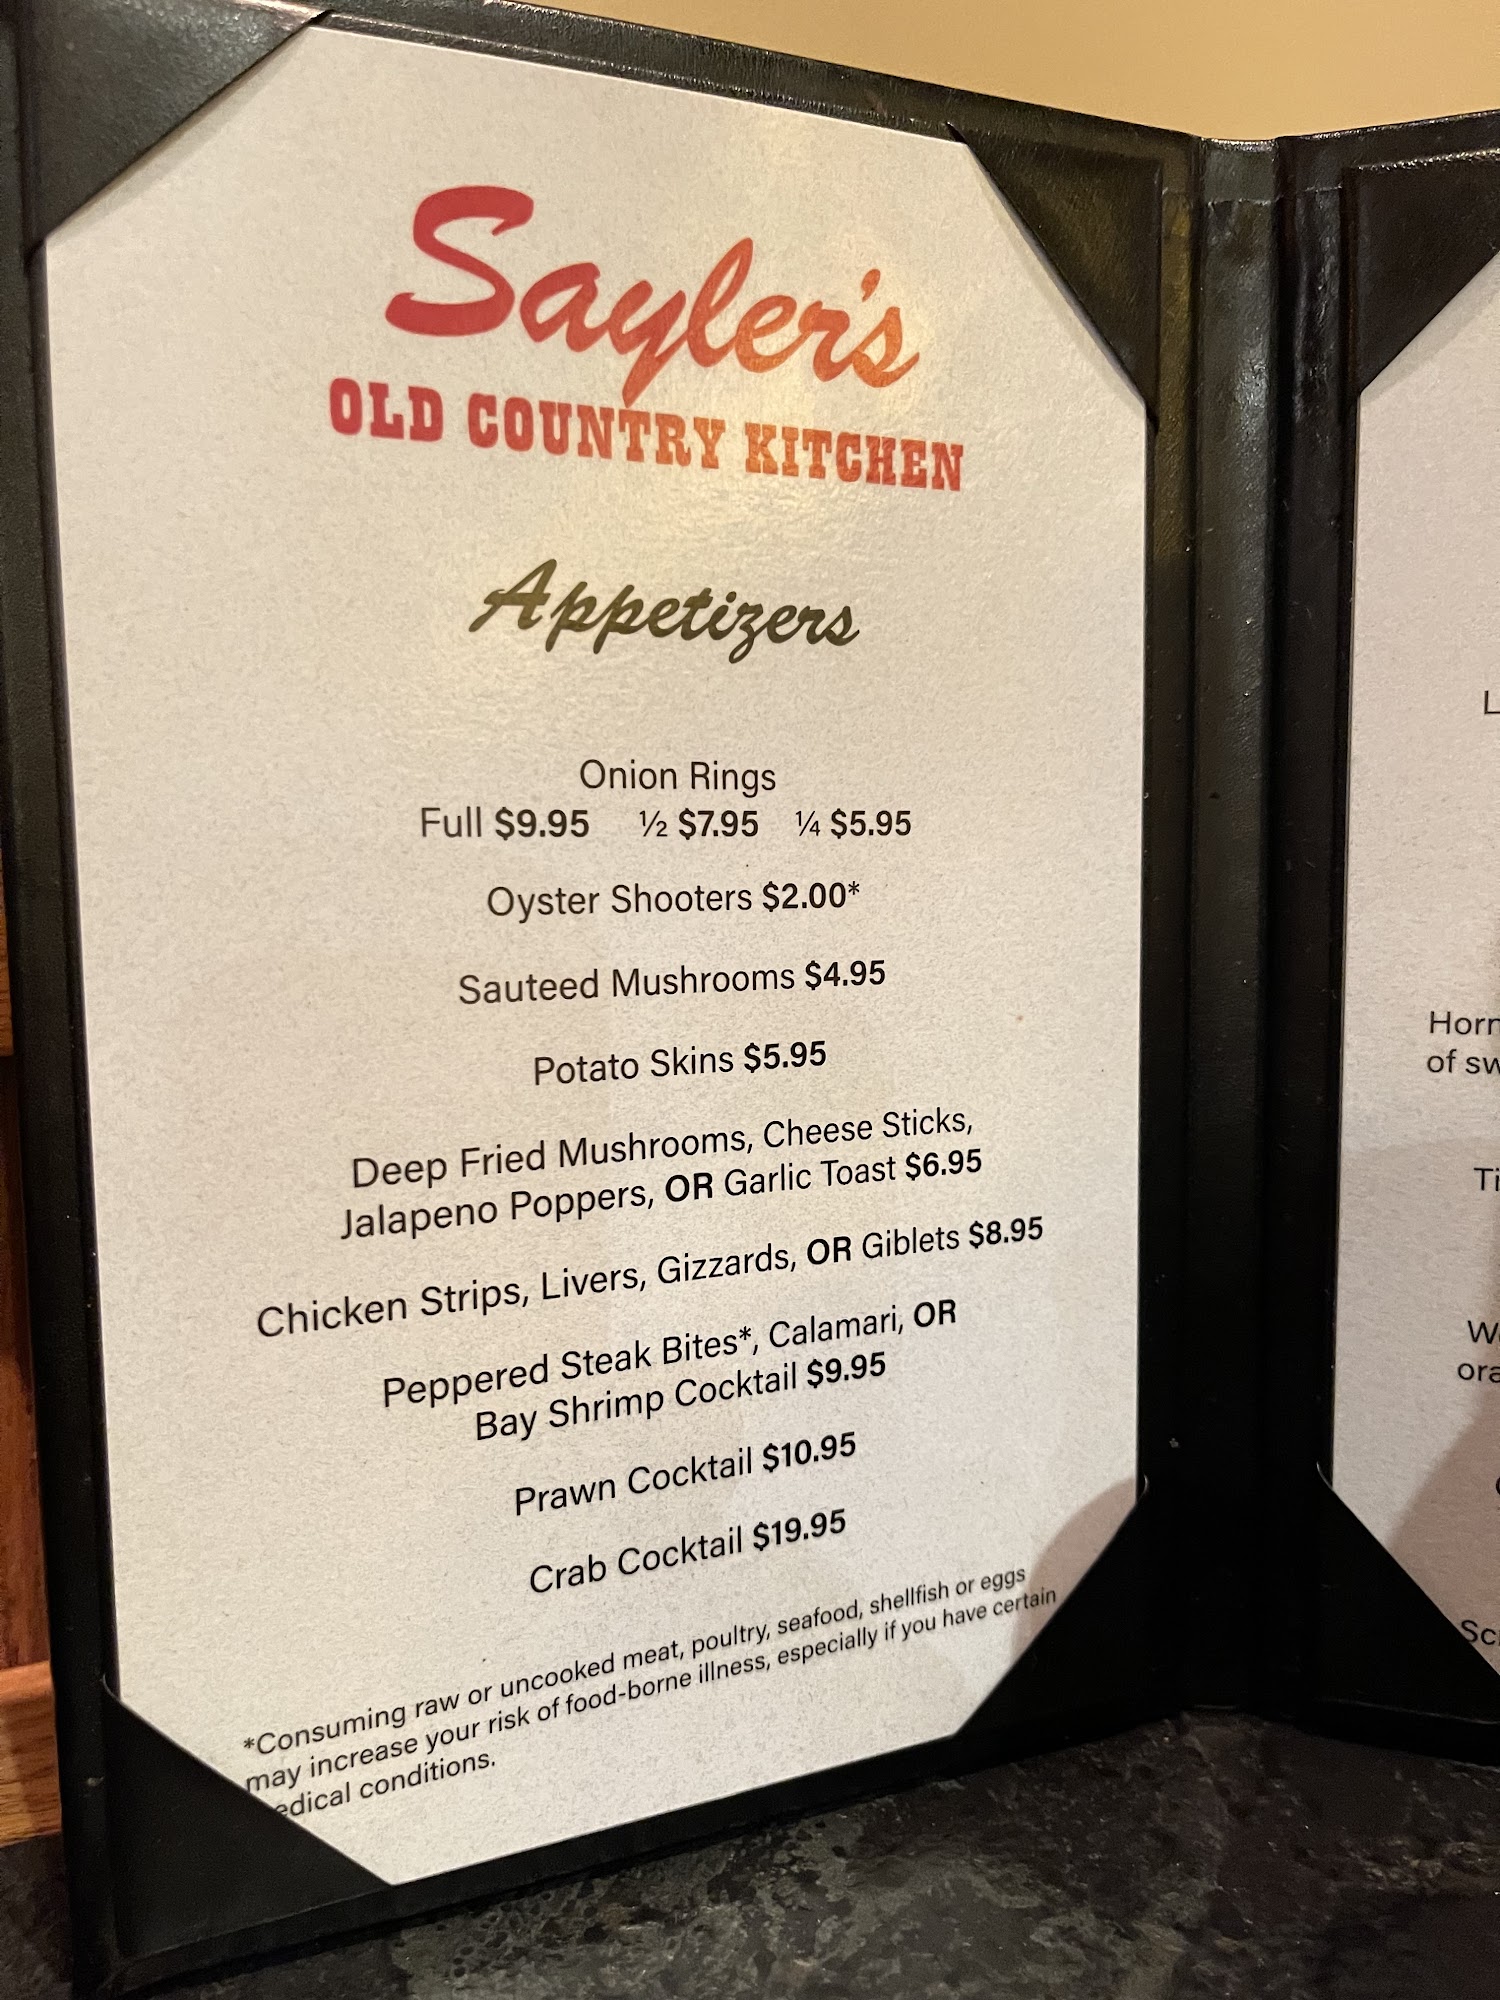 Sayler's
OLD COUNTRY KITCHEN
Appetizers
Onion Rings
Full $9.95 ½ $7.95 ¼ $5.95
Oyster Shooters $2.00*
Sauteed Mushrooms $4.95
Potato Skins $5.95
Deep Fried Mushrooms, Cheese Sticks,
Jalapeno Poppers, OR Garlic Toast $6.95
Chicken Strips, Livers, Gizzards, OR Giblets $8.95
Peppered Steak Bites*, Calamari, OR
Bay Shrimp Cocktail $9.95
Prawn Cocktail $10.95
Crab Cocktail $19.95
*Consuming raw or uncooked meat, poultry, seafood, shellfish or eggs
may increase your risk of food-borne illness, especially if you have certain
edical conditions.
of